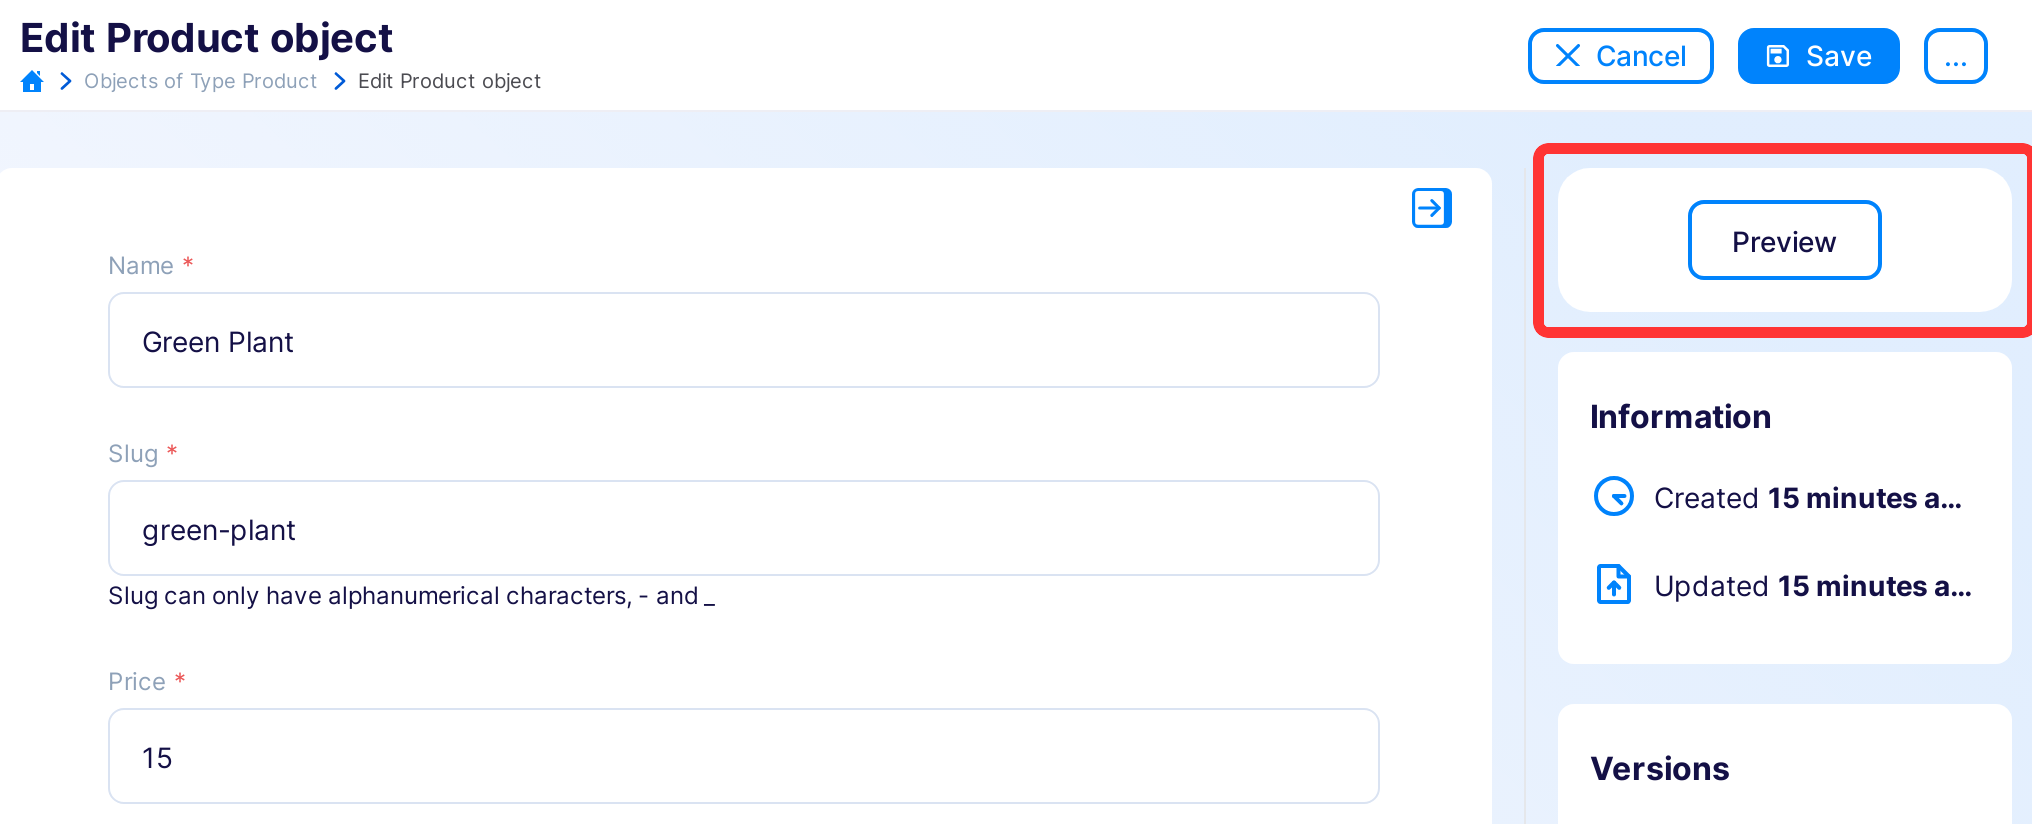 Edit Product object
Objects of Type Product Edit Product object
Cancel
Save
...
Name *
Green Plant
Slug *
green-plant
Slug can only have alphanumerical characters, - and _
Price *
15
Preview
Information
Created 15 minutes a...
Updated 15 minutes a...
Versions